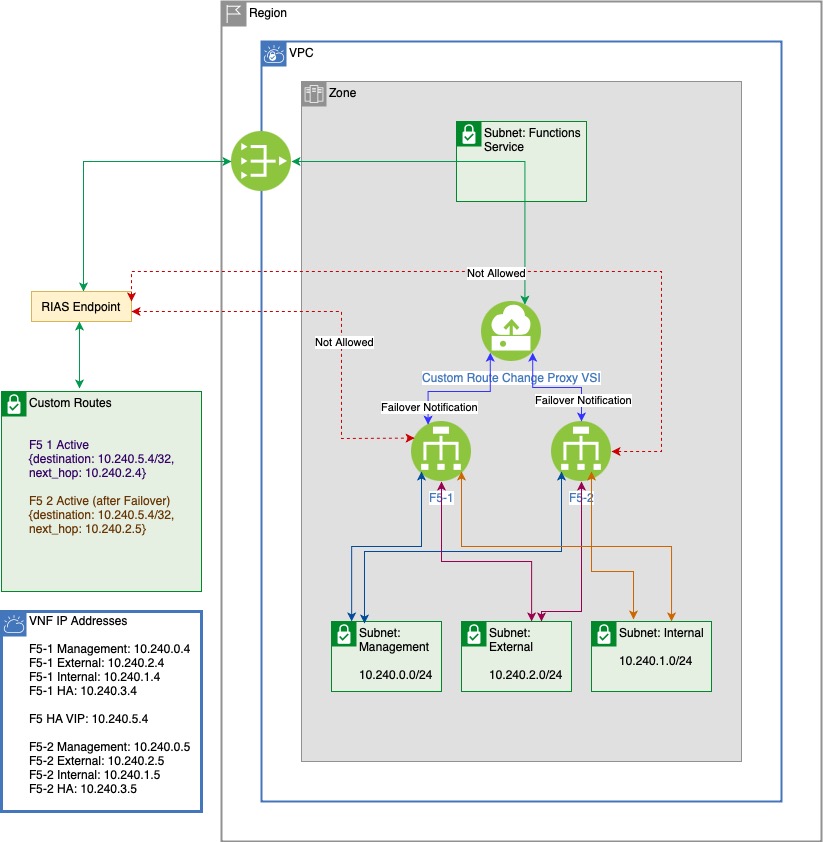 Region
VPC
Zone
Subnet: Functions
Service
Not Allowed
RIAS Endpoint
Not Allowed
Custom Route Change Proxy VSI
Failover Notification
Failover Notification
F5-1
F5-2
Custom Routes
F5 1 Active
{destination: 10.240.5.4/32,
next_hop: 10.240.2.4}
F5 2 Active (after Failover)
{destination: 10.240.5.4/32,
next_hop: 10.240.2.5}
VNF IP Addresses
F5-1 Management: 10.240.0.4
F5-1 External: 10.240.2.4
F5-1 Internal: 10.240.1.4
F5-1 HA: 10.240.3.4
F5 HA VIP: 10.240.5.4
F5-2 Management: 10.240.0.5
F5-2 External: 10.240.2.5
F5-2 Internal: 10.240.1.5
F5-2 HA: 10.240.3.5
Subnet:
Management
10.240.0.0/24
Subnet:
External
10.240.2.0/24
Subnet: Internal
10.240.1.0/24